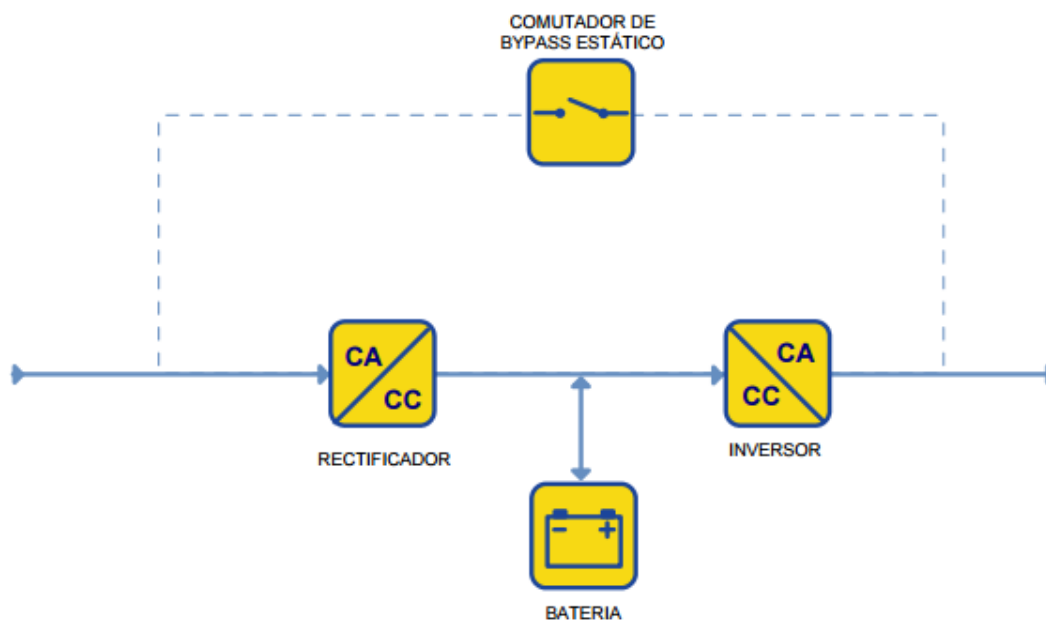 COMUTADOR DE
BYPASS ESTÁTICO
CA
CC
RECTIFICADOR
CA
CC
INVERSOR
- +
BATERIA